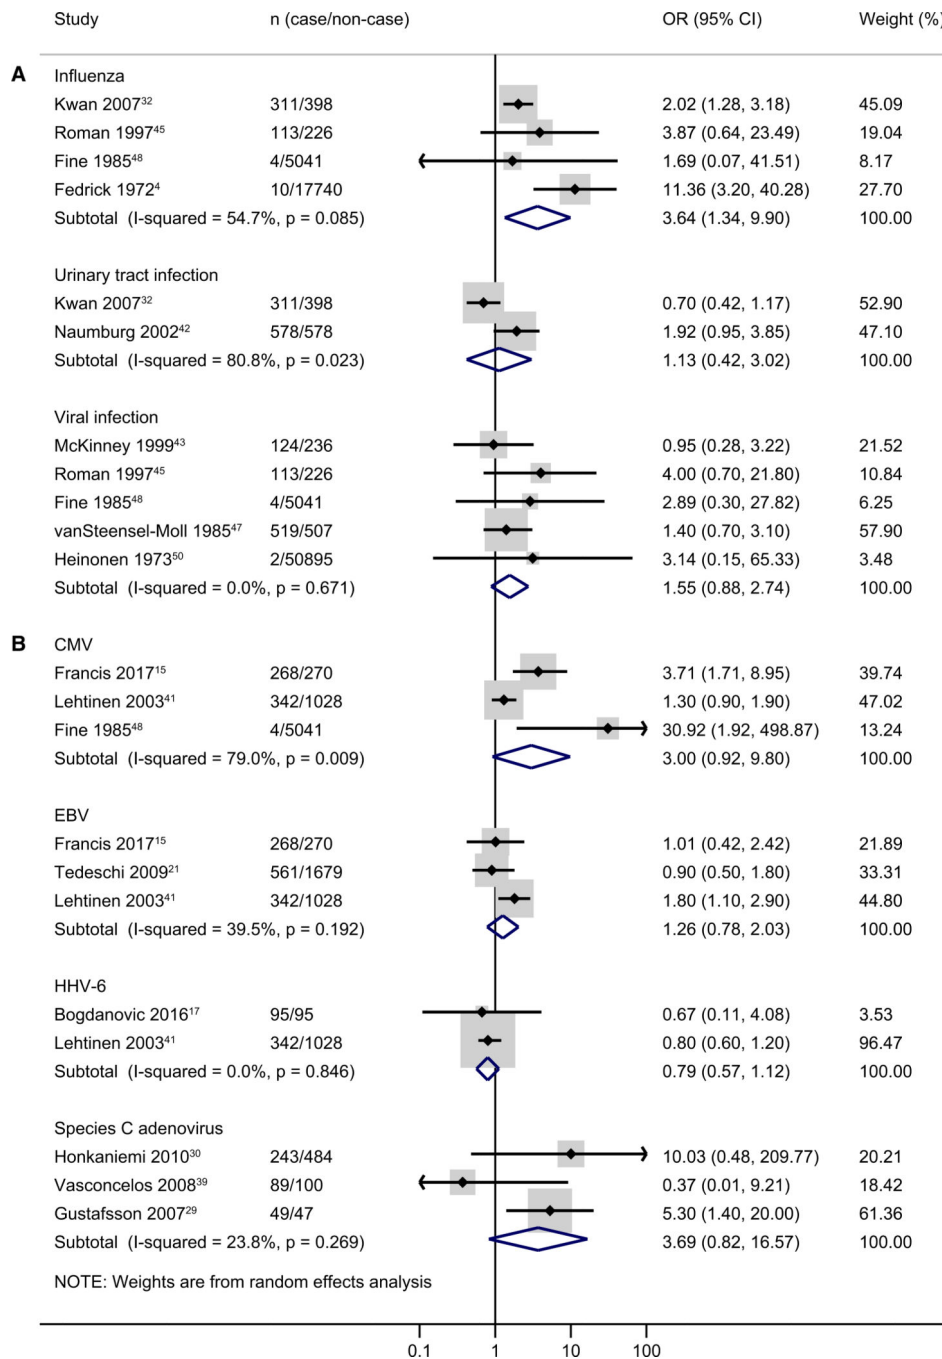 Study n (case/non-case) OR (95% CI) Weight (%)
A Influenza
Kwan 2007³² 311/398 2.02 (1.28, 3.18) 45.09
Roman 1997⁴⁵ 113/226 3.87 (0.64, 23.49) 19.04
Fine 1985⁴⁸ 4/5041 1.69 (0.07, 41.51) 8.17
Fedrick 1972⁴ 10/17740 11.36 (3.20, 40.28) 27.70
Subtotal (I-squared = 54.7%, p = 0.085) 3.64 (1.34, 9.90) 100.00
Urinary tract infection
Kwan 2007³² 311/398 0.70 (0.42, 1.17) 52.90
Naumburg 2002⁴² 578/578 1.92 (0.95, 3.85) 47.10
Subtotal (I-squared = 80.8%, p = 0.023) 1.13 (0.42, 3.02) 100.00
Viral infection
McKinney 1999⁴³ 124/236 0.95 (0.28, 3.22) 21.52
Roman 1997⁴⁵ 113/226 4.00 (0.70, 21.80) 10.84
Fine 1985⁴⁸ 4/5041 2.89 (0.30, 27.82) 6.25
vanSteensel-Moll 1985⁴⁷ 519/507 1.40 (0.70, 3.10) 57.90
Heinonen 1973⁵⁰ 2/50895 3.14 (0.15, 65.33) 3.48
Subtotal (I-squared = 0.0%, p = 0.671) 1.55 (0.88, 2.74) 100.00
B CMV
Francis 2017¹⁵ 268/270 3.71 (1.71, 8.95) 39.74
Lehtinen 2003⁴¹ 342/1028 1.30 (0.90, 1.90) 47.02
Fine 1985⁴⁸ 4/5041 30.92 (1.92, 498.87) 13.24
Subtotal (I-squared = 79.0%, p = 0.009) 3.00 (0.92, 9.80) 100.00
EBV
Francis 2017¹⁵ 268/270 1.01 (0.42, 2.42) 21.89
Tedeschi 2009²¹ 561/1679 0.90 (0.50, 1.80) 33.31
Lehtinen 2003⁴¹ 342/1028 1.80 (1.10, 2.90) 44.80
Subtotal (I-squared = 39.5%, p = 0.192) 1.26 (0.78, 2.03) 100.00
HHV-6
Bogdanovic 2016¹⁷ 95/95 0.67 (0.11, 4.08) 3.53
Lehtinen 2003⁴¹ 342/1028 0.80 (0.60, 1.20) 96.47
Subtotal (I-squared = 0.0%, p = 0.846) 0.79 (0.57, 1.12) 100.00
Species C adenovirus
Honkaniemi 2010³⁰ 243/484 10.03 (0.48, 209.77) 20.21
Vasconcelos 2008³⁹ 89/100 0.37 (0.01, 9.21) 18.42
Gustafsson 2007²⁹ 49/47 5.30 (1.40, 20.00) 61.36
Subtotal (I-squared = 23.8%, p = 0.269) 3.69 (0.82, 16.57) 100.00
NOTE: Weights are from random effects analysis
0.1 1 10 100